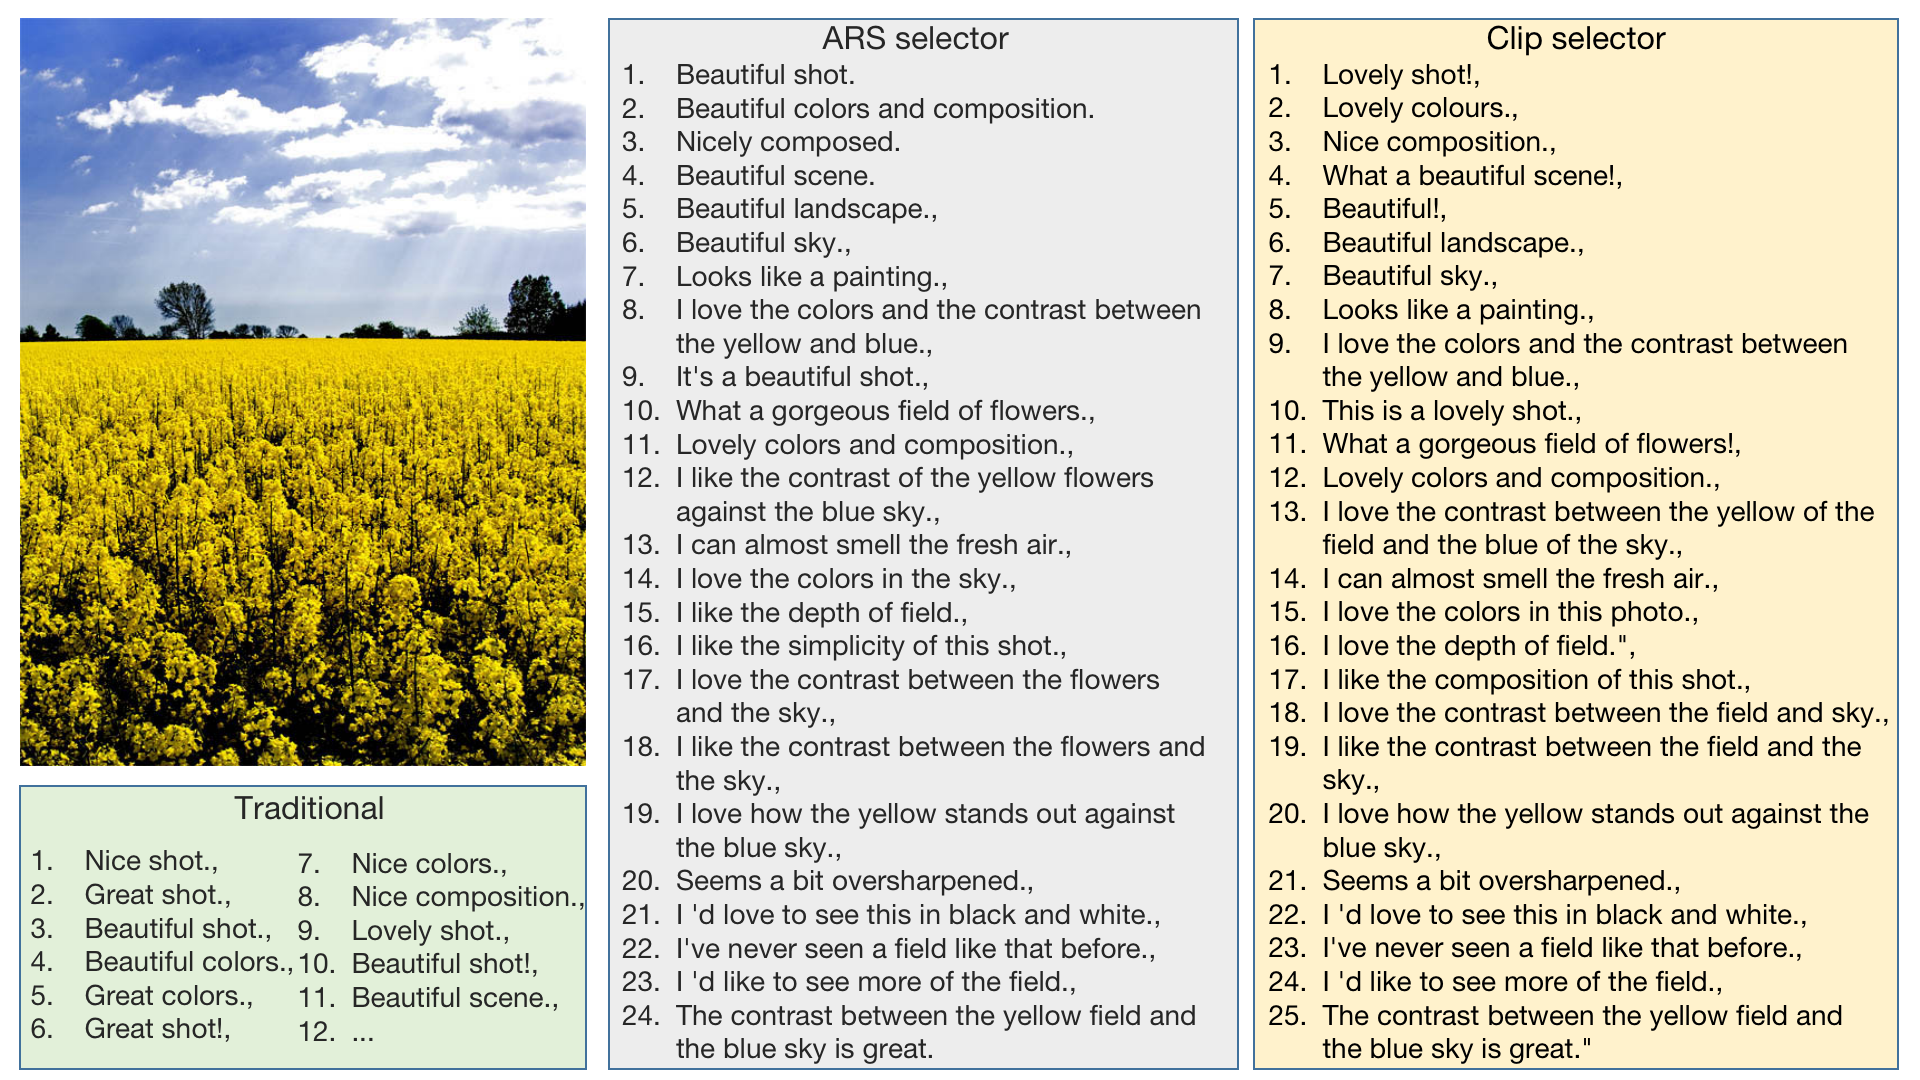 Traditional
1. Nice shot.,
2. Great shot.,
3. Beautiful shot.,
4. Beautiful colors.,
5. Great colors.,
6. Great shot!,
7. Nice colors.,
8. Nice composition.,
9. Lovely shot.,
10. Beautiful shot!,
11. Beautiful scene.,
12. ...
ARS selector
1. Beautiful shot.
2. Beautiful colors and composition.
3. Nicely composed.
4. Beautiful scene.
5. Beautiful landscape.,
6. Beautiful sky.,
7. Looks like a painting.,
8. I love the colors and the contrast between
the yellow and blue.,
9. It's a beautiful shot.,
10. What a gorgeous field of flowers.,
11. Lovely colors and composition.,
12. I like the contrast of the yellow flowers
against the blue sky.,
13. I can almost smell the fresh air.,
14. I love the colors in the sky.,
15. I like the depth of field.,
16. I like the simplicity of this shot.,
17. I love the contrast between the flowers
and the sky.,
18. I like the contrast between the flowers and
the sky.,
19. I love how the yellow stands out against
the blue sky.,
20. Seems a bit oversharpened.,
21. I 'd love to see this in black and white.,
22. I've never seen a field like that before.,
23. I 'd like to see more of the field.,
24. The contrast between the yellow field and
the blue sky is great.
Clip selector
1. Lovely shot!,
2. Lovely colours.,
3. Nice composition.,
4. What a beautiful scene!,
5. Beautiful!,
6. Beautiful landscape.,
7. Beautiful sky.,
8. Looks like a painting.,
9. I love the colors and the contrast between
the yellow and blue.,
10. This is a lovely shot.,
11. What a gorgeous field of flowers!,
12. Lovely colors and composition.,
13. I love the contrast between the yellow of the
field and the blue of the sky.,
14. I can almost smell the fresh air.,
15. I love the colors in this photo.,
16. I love the depth of field.",
17. I like the composition of this shot.,
18. I love the contrast between the field and sky.,
19. I like the contrast between the field and the
sky.,
20. I love how the yellow stands out against the
blue sky.,
21. Seems a bit oversharpened.,
22. I 'd love to see this in black and white.,
23. I've never seen a field like that before.,
24. I 'd like to see more of the field.,
25. The contrast between the yellow field and
the blue sky is great."